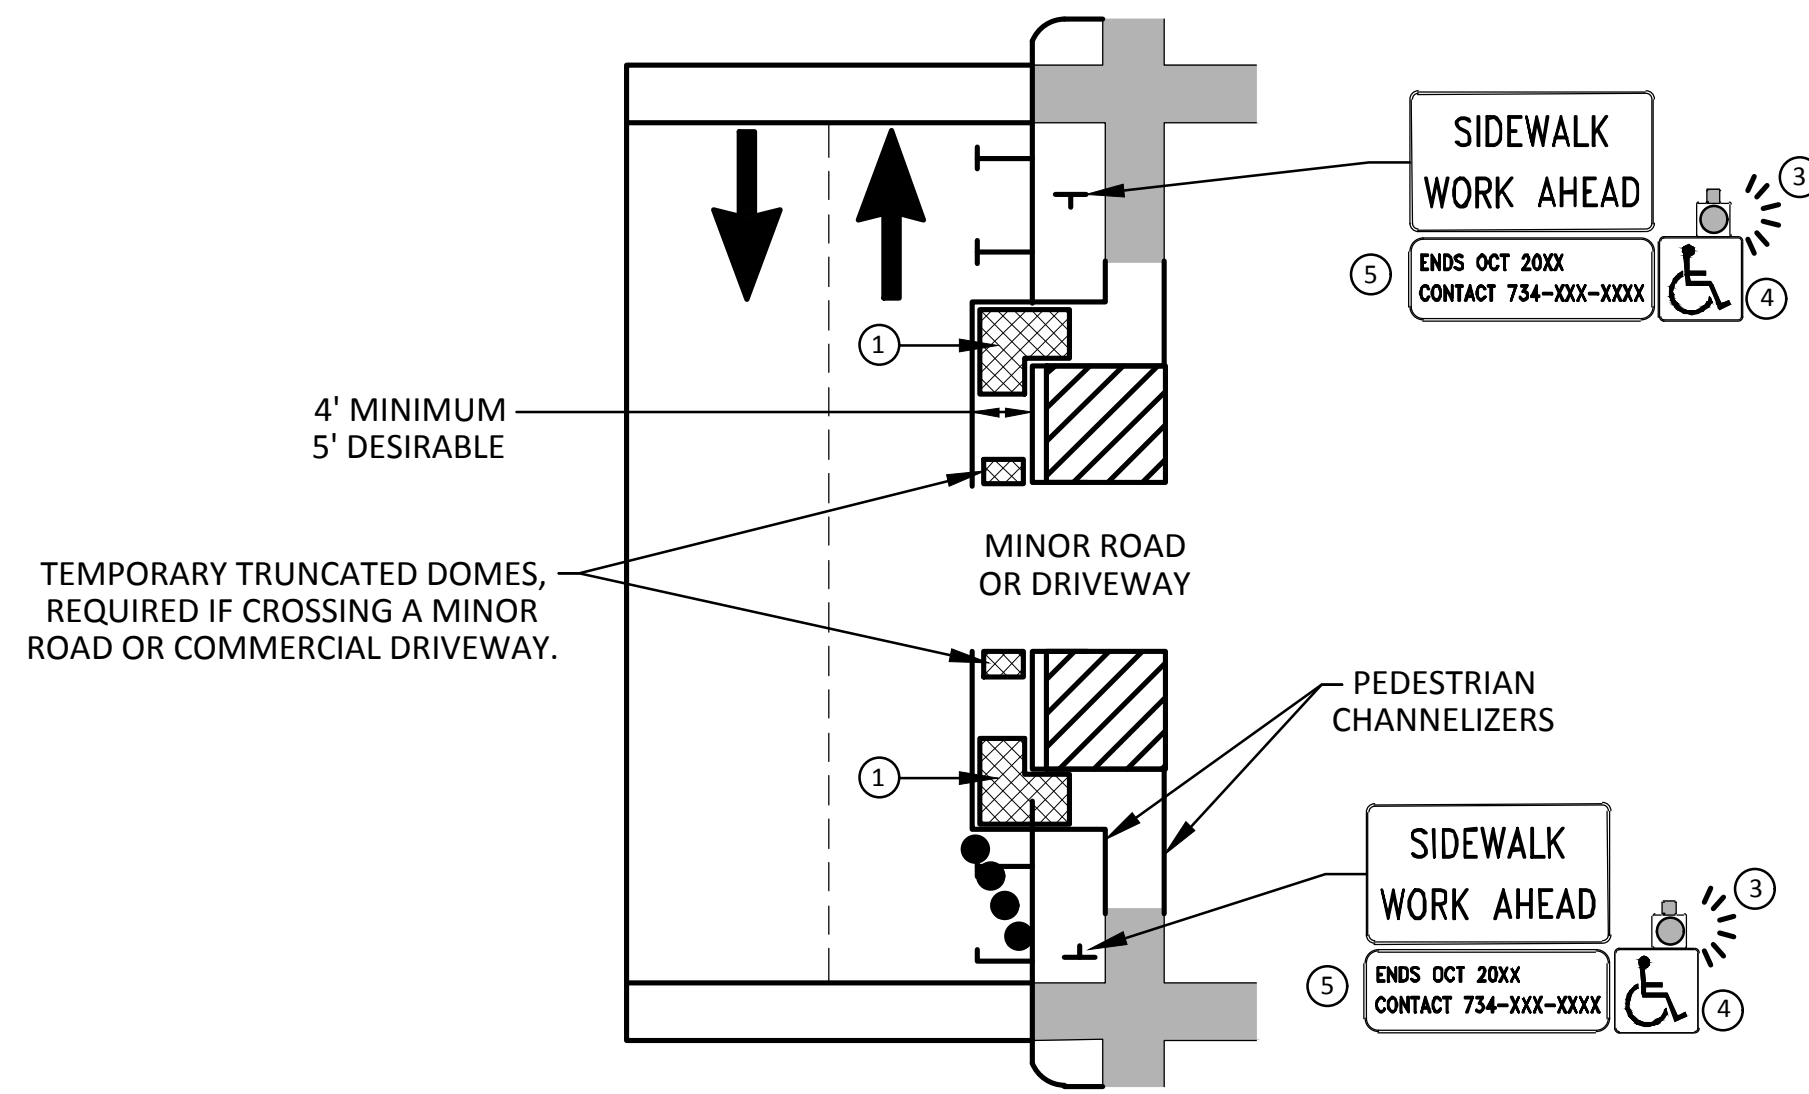 SIDEWALK
WORK AHEAD
3
5
ENDS OCT 20XX
CONTACT 734-XXX-XXXX
4
1
4' MINIMUM
5' DESIRABLE
MINOR ROAD
OR DRIVEWAY
TEMPORARY TRUNCATED DOMES,
REQUIRED IF CROSSING A MINOR
ROAD OR COMMERCIAL DRIVEWAY.
PEDESTRIAN
CHANNELIZERS
1
SIDEWALK
WORK AHEAD
3
5
ENDS OCT 20XX
CONTACT 734-XXX-XXXX
4